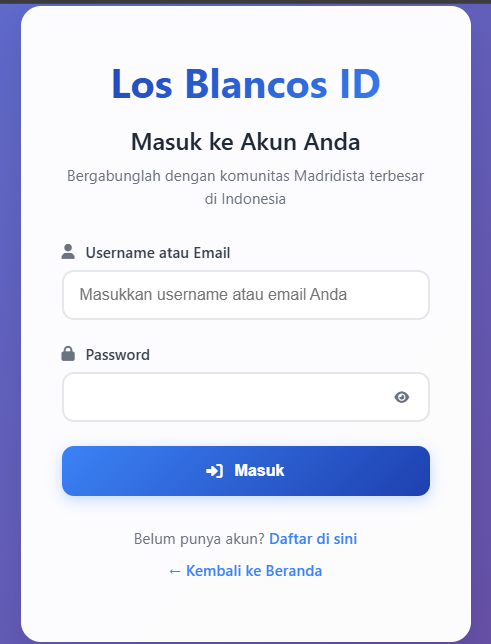 Los Blancos ID
Masuk ke Akun Anda
Bergabunglah dengan komunitas Madridista terbesar
di Indonesia
Username atau Email
Masukkan username atau email Anda
Password
Masuk
Belum punya akun? Daftar di sini
← Kembali ke Beranda